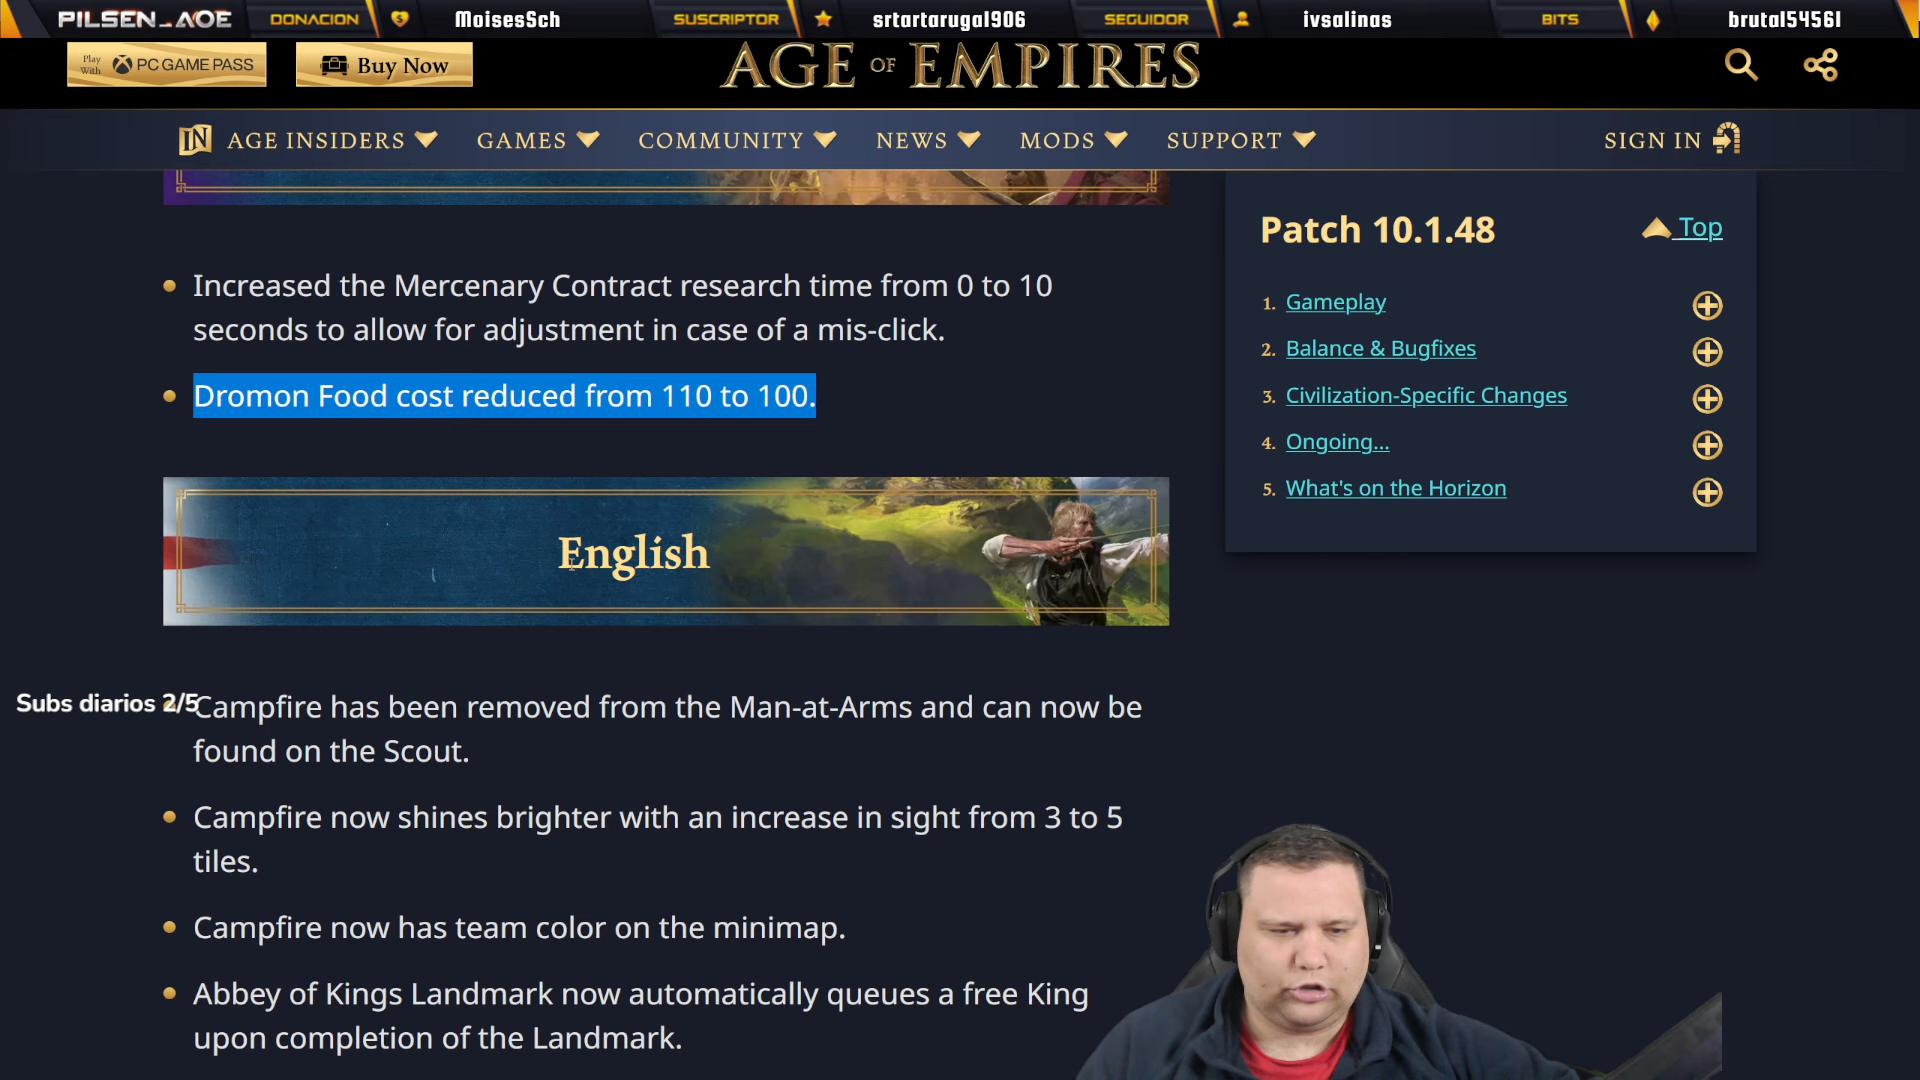 PILSEN_AOE DONACION MoisesSch SUSCRIPTOR srtartaruga1906 SEGUIDOR ivsalinas BITS brutal54561
Play With PC GAME PASS Buy Now AGE OF EMPIRES
IN AGE INSIDERS GAMES COMMUNITY NEWS MODS SUPPORT SIGN IN
• Increased the Mercenary Contract research time from 0 to 10
seconds to allow for adjustment in case of a mis-click.
• Dromon Food cost reduced from 110 to 100.
English
Subs diarios 2/5
Campfire has been removed from the Man-at-Arms and can now be
found on the Scout.
• Campfire now shines brighter with an increase in sight from 3 to 5
tiles.
• Campfire now has team color on the minimap.
• Abbey of Kings Landmark now automatically queues a free King
upon completion of the Landmark.
Patch 10.1.48 Top
1. Gameplay
2. Balance & Bugfixes
3. Civilization-Specific Changes
4. Ongoing...
5. What's on the Horizon